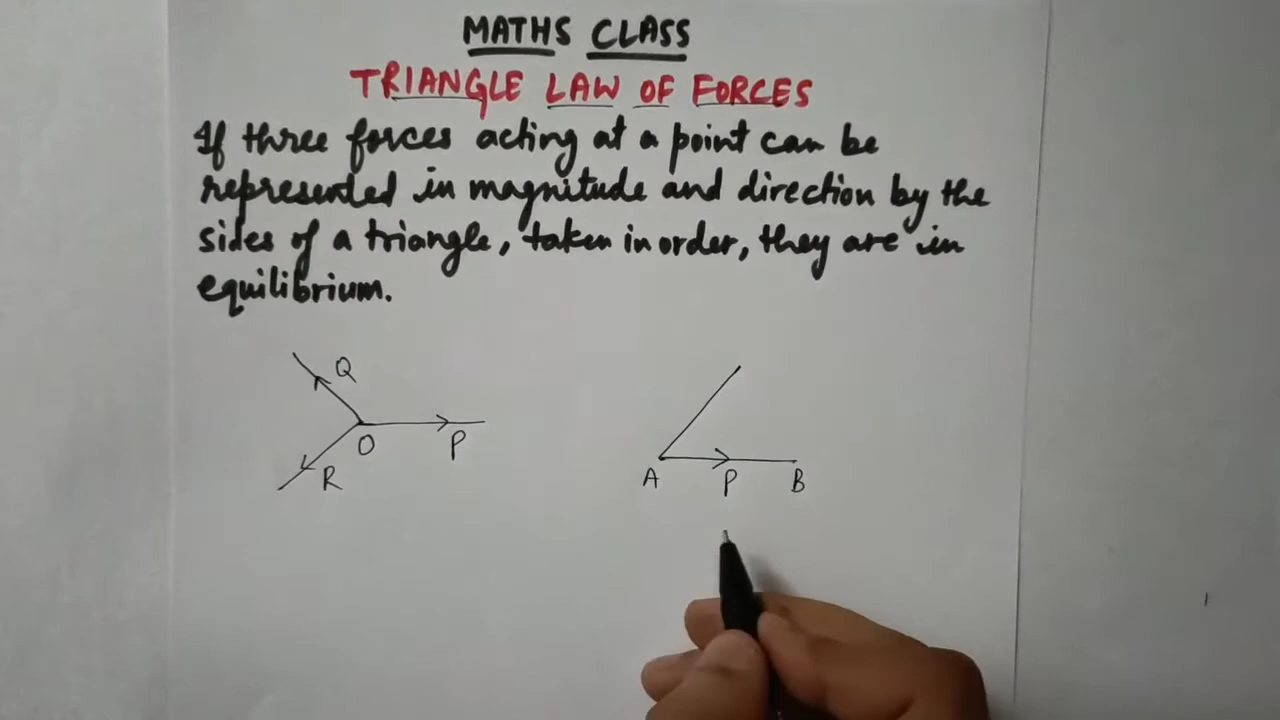 MATHS CLASS
TRIANGLE LAW OF FORCES
If three forces acting at a point can be
represented in magnitude and direction by the
sides of a triangle, taken in order, they are in
equilibrium.
Q
O
P
R
A
P
B